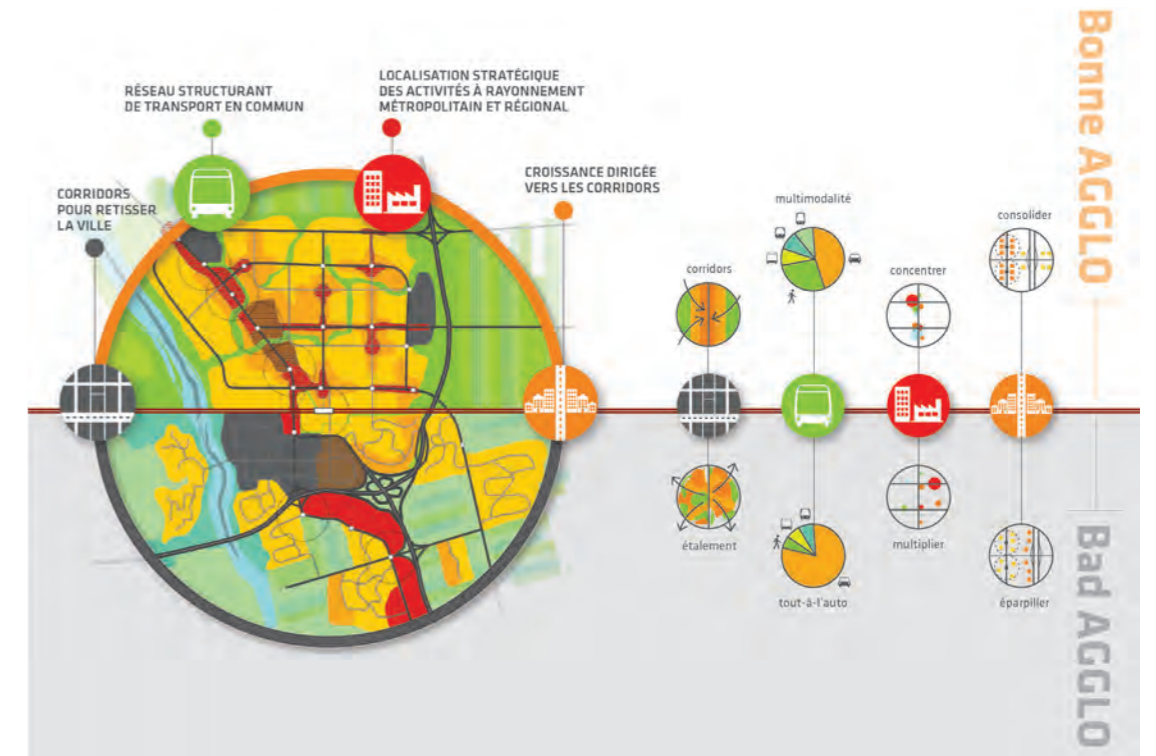 RÉSEAU STRUCTURANT
DE TRANSPORT EN COMMUN
LOCALISATION STRATÉGIQUE
DES ACTIVITÉS À RAYONNEMENT
MÉTROPOLITAIN ET RÉGIONAL
CORRIDORS
POUR RETISSER
LA VILLE
CROISSANCE DIRIGÉE
VERS LES CORRIDORS
corridors
multimodalité
concentrer
consolider
étalement
tout-à-l'auto
multiplier
éparpiller
Bonne AGGLO
Bad AGGLO